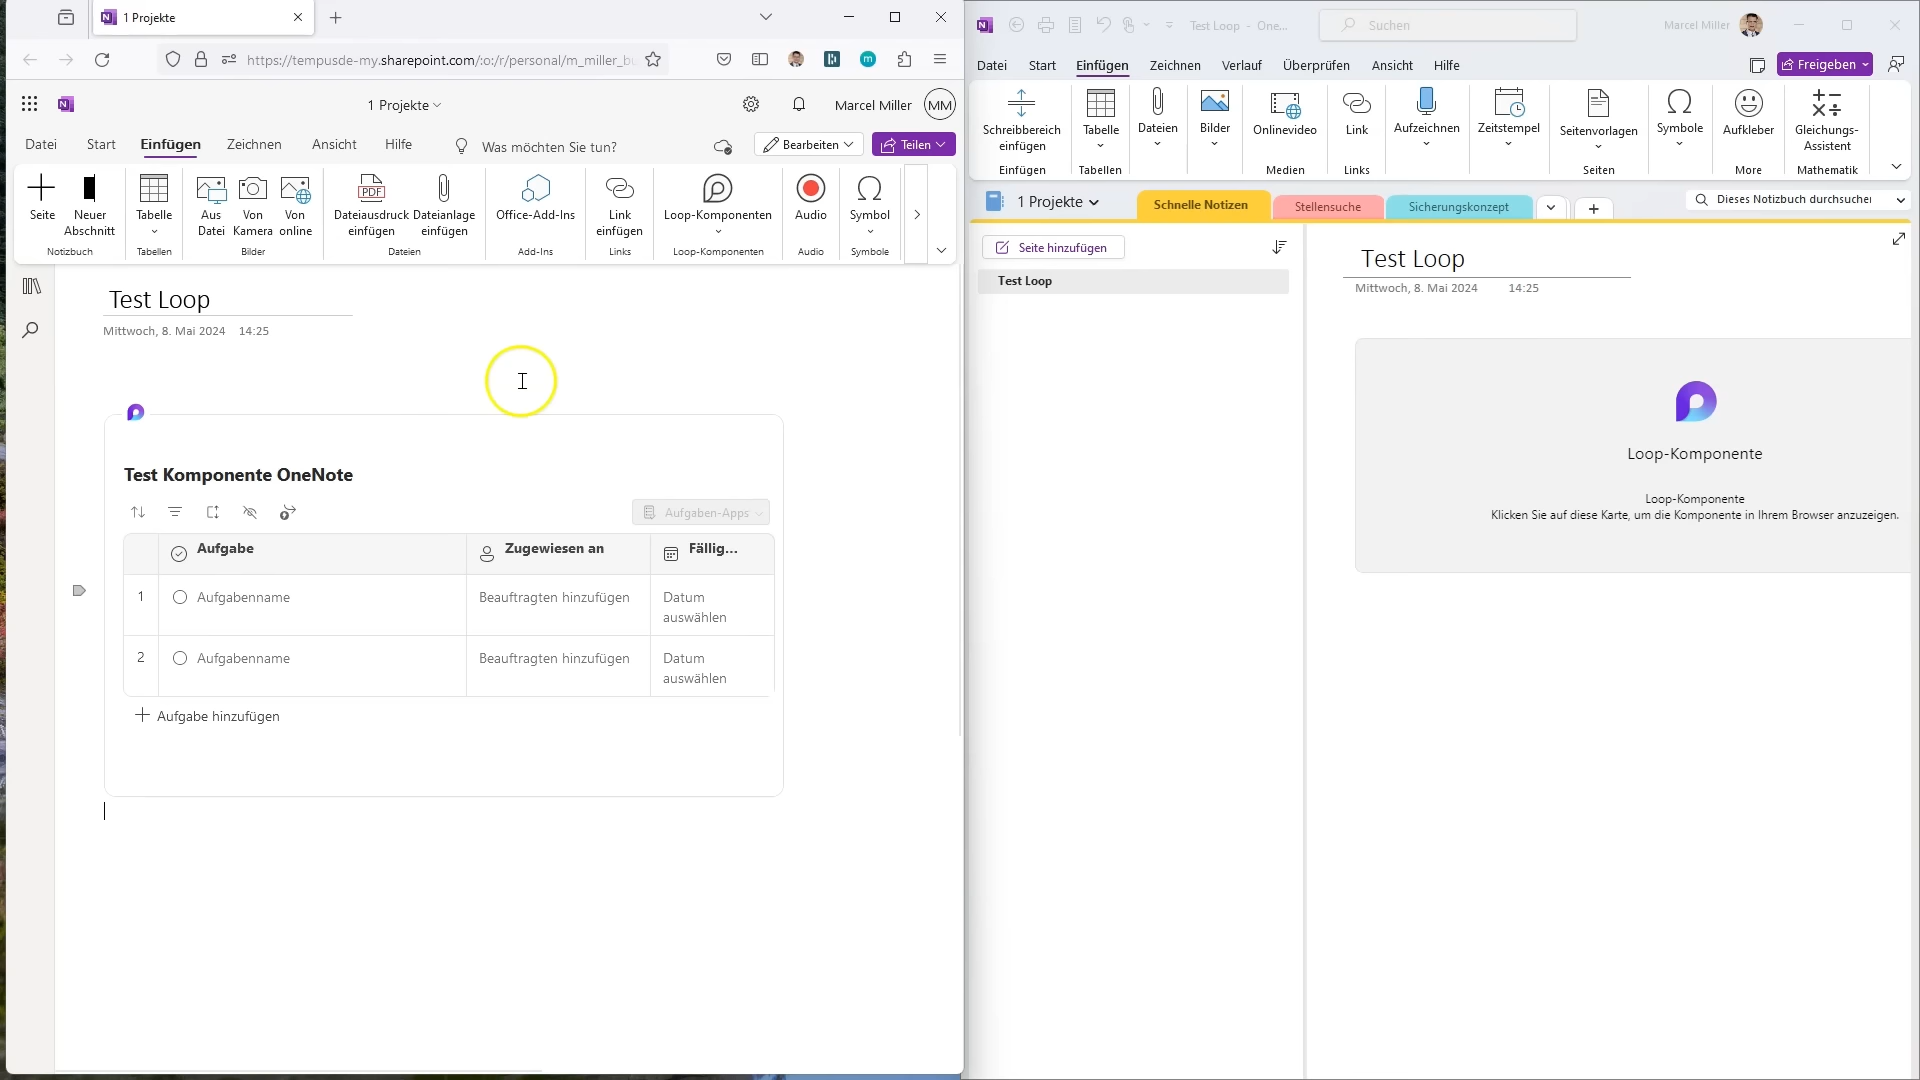 1 Projekte
https://tempusde-my.sharepoint.com/:o:/r/personal/m_miller_bu
1 Projekte
Marcel Miller
MM
Datei
Start
Einfügen
Zeichnen
Ansicht
Hilfe
Was möchten Sie tun?
Bearbeiten
Teilen
Seite
Neuer
Abschnitt
Notizbuch
Tabelle
Tabellen
Aus
Datei
Von
Kamera
Von
online
Bilder
PDF
Dateiausdruck
einfügen
Dateianlage
einfügen
Dateien
Office-Add-Ins
Add-Ins
Link
einfügen
Links
Loop-Komponenten
Loop-Komponenten
Audio
Audio
Symbol
Symbole
Test Loop
Mittwoch, 8. Mai 2024 14:25
Test Komponente OneNote
Aufgaben-Apps
Aufgabe
Zugewiesen an
Fällig...
1
Aufgabenname
Beauftragten hinzufügen
Datum
auswählen
2
Aufgabenname
Beauftragten hinzufügen
Datum
auswählen
Aufgabe hinzufügen
Test Loop - One...
Suchen
Marcel Miller
Datei
Start
Einfügen
Zeichnen
Verlauf
Überprüfen
Ansicht
Hilfe
Freigeben
Schreibbereich
einfügen
Einfügen
Tabelle
Tabellen
Dateien
Bilder
Onlinevideo
Medien
Link
Links
Aufzeichnen
Zeitstempel
Seitenvorlagen
Seiten
Symbole
Aufkleber
More
Gleichungs-
Assistent
Mathematik
1 Projekte
Schnelle Notizen
Stellensuche
Sicherungskonzept
Dieses Notizbuch durchsuchen
Seite hinzufügen
Test Loop
Test Loop
Mittwoch, 8. Mai 2024 14:25
Loop-Komponente
Loop-Komponente
Klicken Sie auf diese Karte, um die Komponente in Ihrem Browser anzuzeigen.